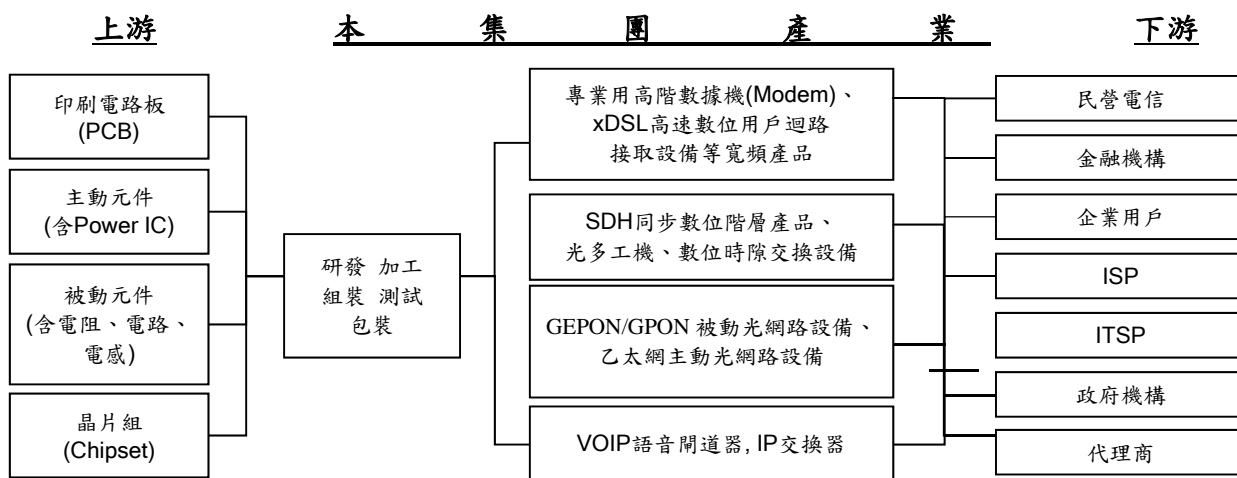 上游
本集團產業
下游
印刷電路板
(PCB)
主動元件
(含Power IC)
被動元件
(含電阻、電路、
電感)
晶片組
(Chipset)
研發 加工
組裝 測試
包裝
專業用高階數據機(Modem)、
xDSL高速數位用戶迴路
接取設備等寬頻產品
SDH同步數位階層產品、
光多工機、數位時隙交換設備
GEPON/GPON 被動光網路設備、
乙太網主動光網路設備
VOIP語音閘道器, IP交換器
民營電信
金融機構
企業用戶
ISP
ITSP
政府機構
代理商